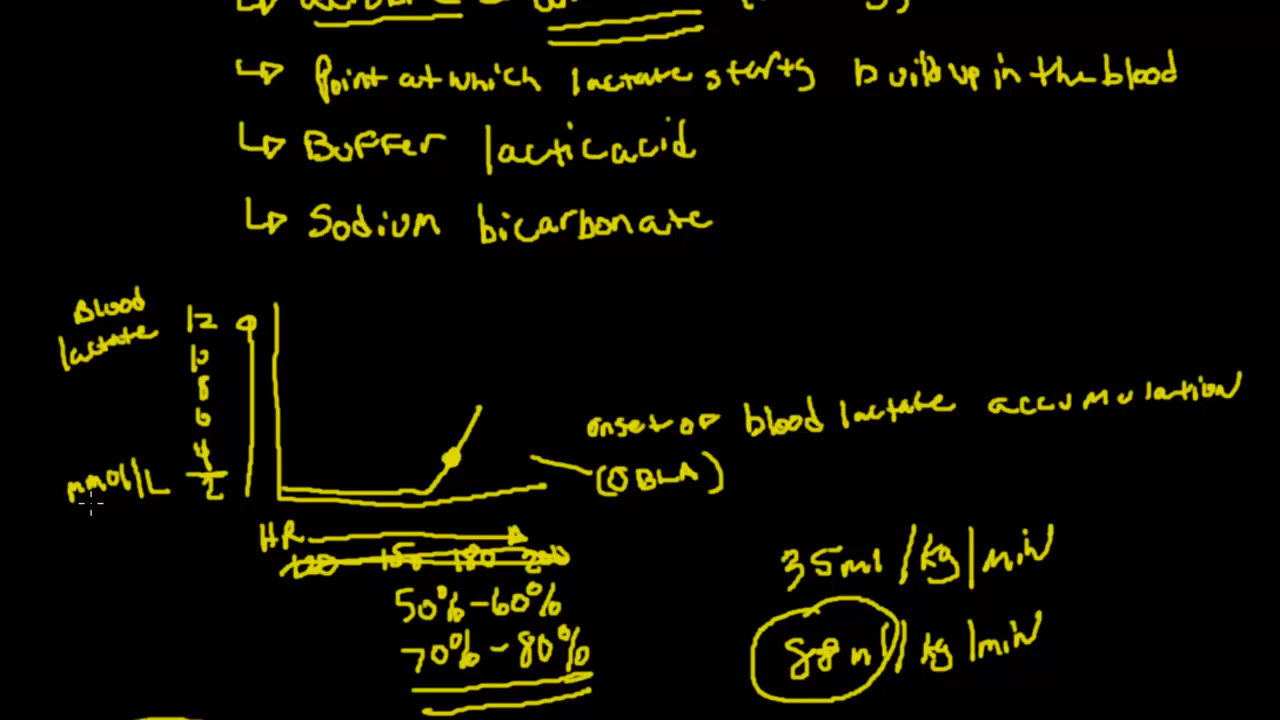 Point at which lactate starts build up in the blood
Buffer lactic acid
Sodium bicarbonate
Blood
lactate
12
10
8
6
4
2
mmol/L
onset of blood lactate accumulation
(OBLA)
HR
120 150 180 200
50% - 60%
70% - 80%
35ml/kg/min
88 m//kg/min